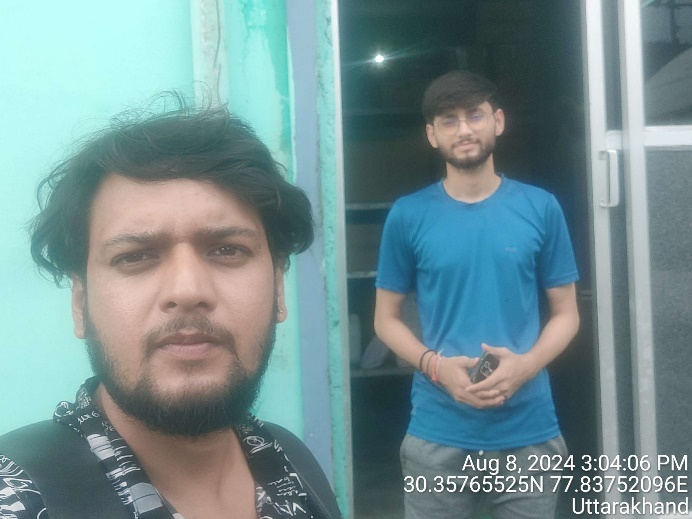 Aug 8, 2024 3:04:06 PM
30.35765525N 77.83752096E
Uttarakhand